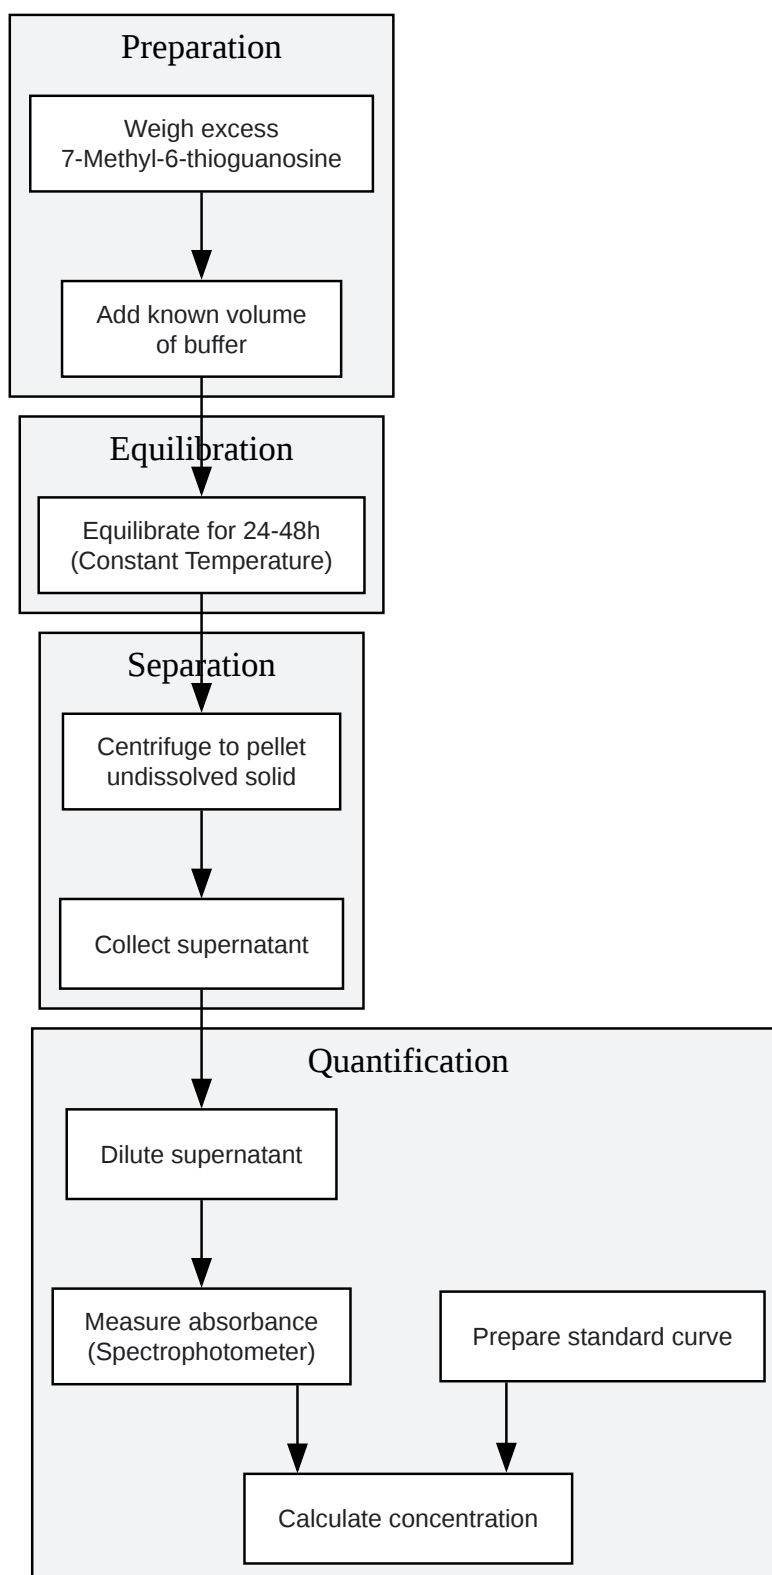 Preparation
Weigh excess
7-Methyl-6-thioguanosine
Add known volume
of buffer
Equilibration
Equilibrate for 24-48h
(Constant Temperature)
Separation
Centrifuge to pellet
undissolved solid
Collect supernatant
Quantification
Dilute supernatant
Measure absorbance
(Spectrophotometer)
Prepare standard curve
Calculate concentration